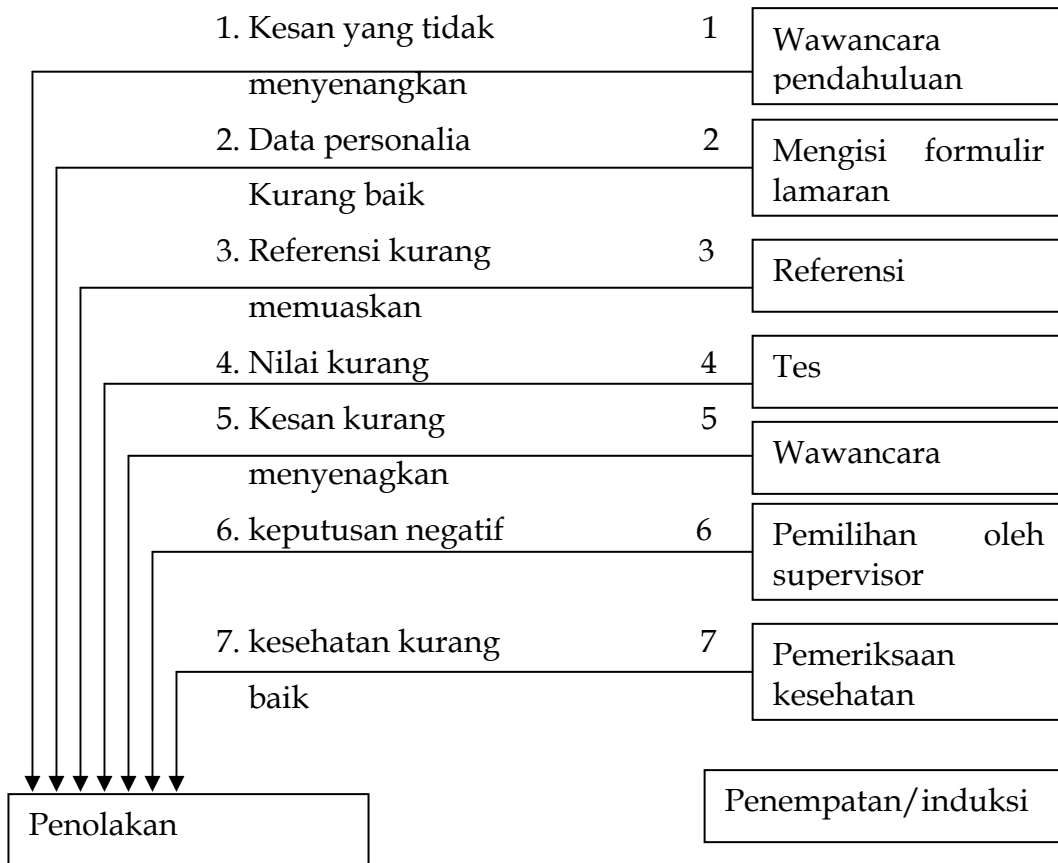 1. Kesan yang tidak 1 Wawancara
menyenangkan pendahuluan
2. Data personalia 2 Mengisi formulir
Kurang baik lamaran
3. Referensi kurang 3 Referensi
memuaskan
4. Nilai kurang 4 Tes
5. Kesan kurang 5 Wawancara
menyenagkan
6. keputusan negatif 6 Pemilihan oleh
supervisor
7. kesehatan kurang 7 Pemeriksaan
baik kesehatan
Penolakan Penempatan/induksi